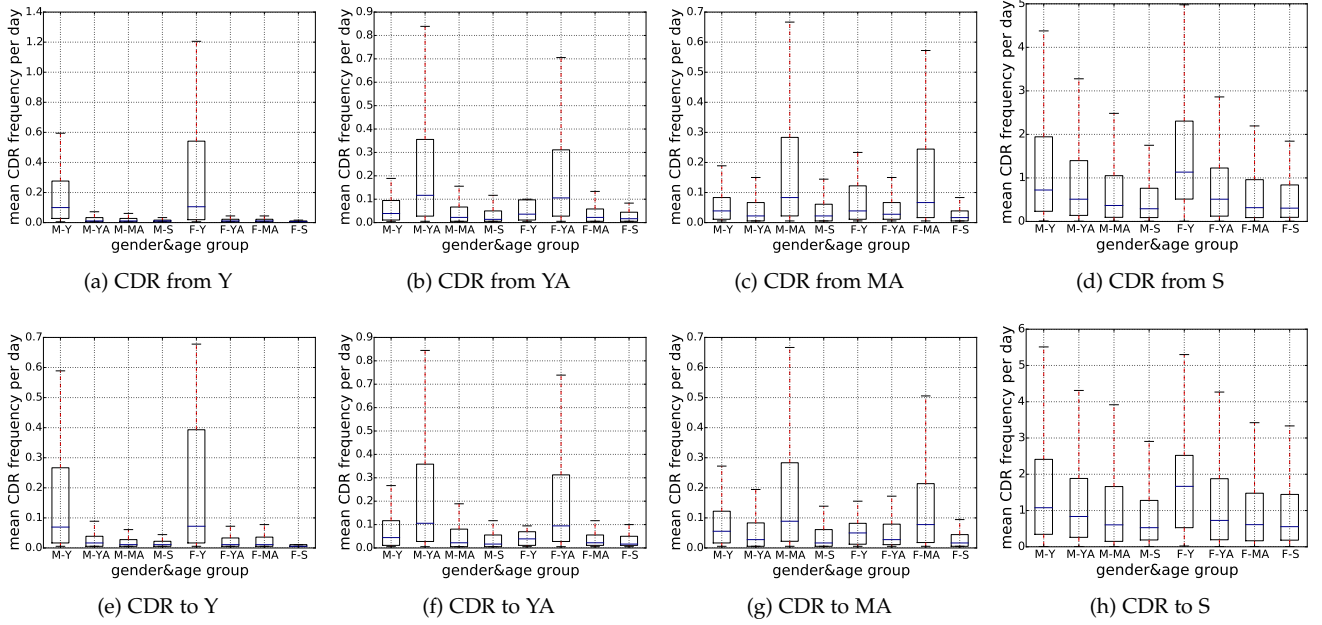 mean CDR frequency per day
1.4
1.2
1.0
0.8
0.6
0.4
0.2
0.0
M-Y M-YA M-MA M-S F-Y F-YA F-MA F-S
gender&age group
(a) CDR from Y
mean CDR frequency per day
0.9
0.8
0.7
0.6
0.5
0.4
0.3
0.2
0.1
0.0
M-Y M-YA M-MA M-S F-Y F-YA F-MA F-S
gender&age group
(b) CDR from YA
mean CDR frequency per day
0.7
0.6
0.5
0.4
0.3
0.2
0.1
0.0
M-Y M-YA M-MA M-S F-Y F-YA F-MA F-S
gender&age group
(c) CDR from MA
mean CDR frequency per day
5
4
3
2
1
0
M-Y M-YA M-MA M-S F-Y F-YA F-MA F-S
gender&age group
(d) CDR from S
mean CDR frequency per day
0.7
0.6
0.5
0.4
0.3
0.2
0.1
0.0
M-Y M-YA M-MA M-S F-Y F-YA F-MA F-S
gender&age group
(e) CDR to Y
mean CDR frequency per day
0.9
0.8
0.7
0.6
0.5
0.4
0.3
0.2
0.1
0.0
M-Y M-YA M-MA M-S F-Y F-YA F-MA F-S
gender&age group
(f) CDR to YA
mean CDR frequency per day
0.7
0.6
0.5
0.4
0.3
0.2
0.1
0.0
M-Y M-YA M-MA M-S F-Y F-YA F-MA F-S
gender&age group
(g) CDR to MA
mean CDR frequency per day
6
5
4
3
2
1
0
M-Y M-YA M-MA M-S F-Y F-YA F-MA F-S
gender&age group
(h) CDR to S